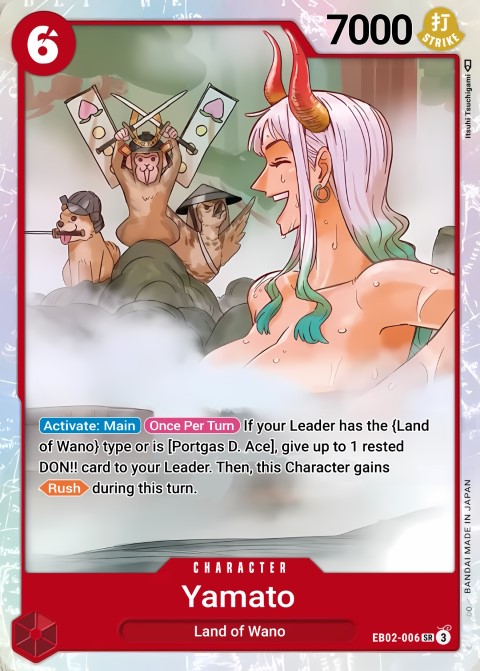 6
7000
打
STRIKE
Itsuhi Tsuchigami
Activate: Main Once Per Turn If your Leader has the {Land
of Wano} type or is [Portgas D. Ace], give up to 1 rested
DON!! card to your Leader. Then, this Character gains
Rush during this turn.
BANDAI MADE IN JAPAN
CHARACTER
Yamato
Land of Wano
EB02-006 SR 3